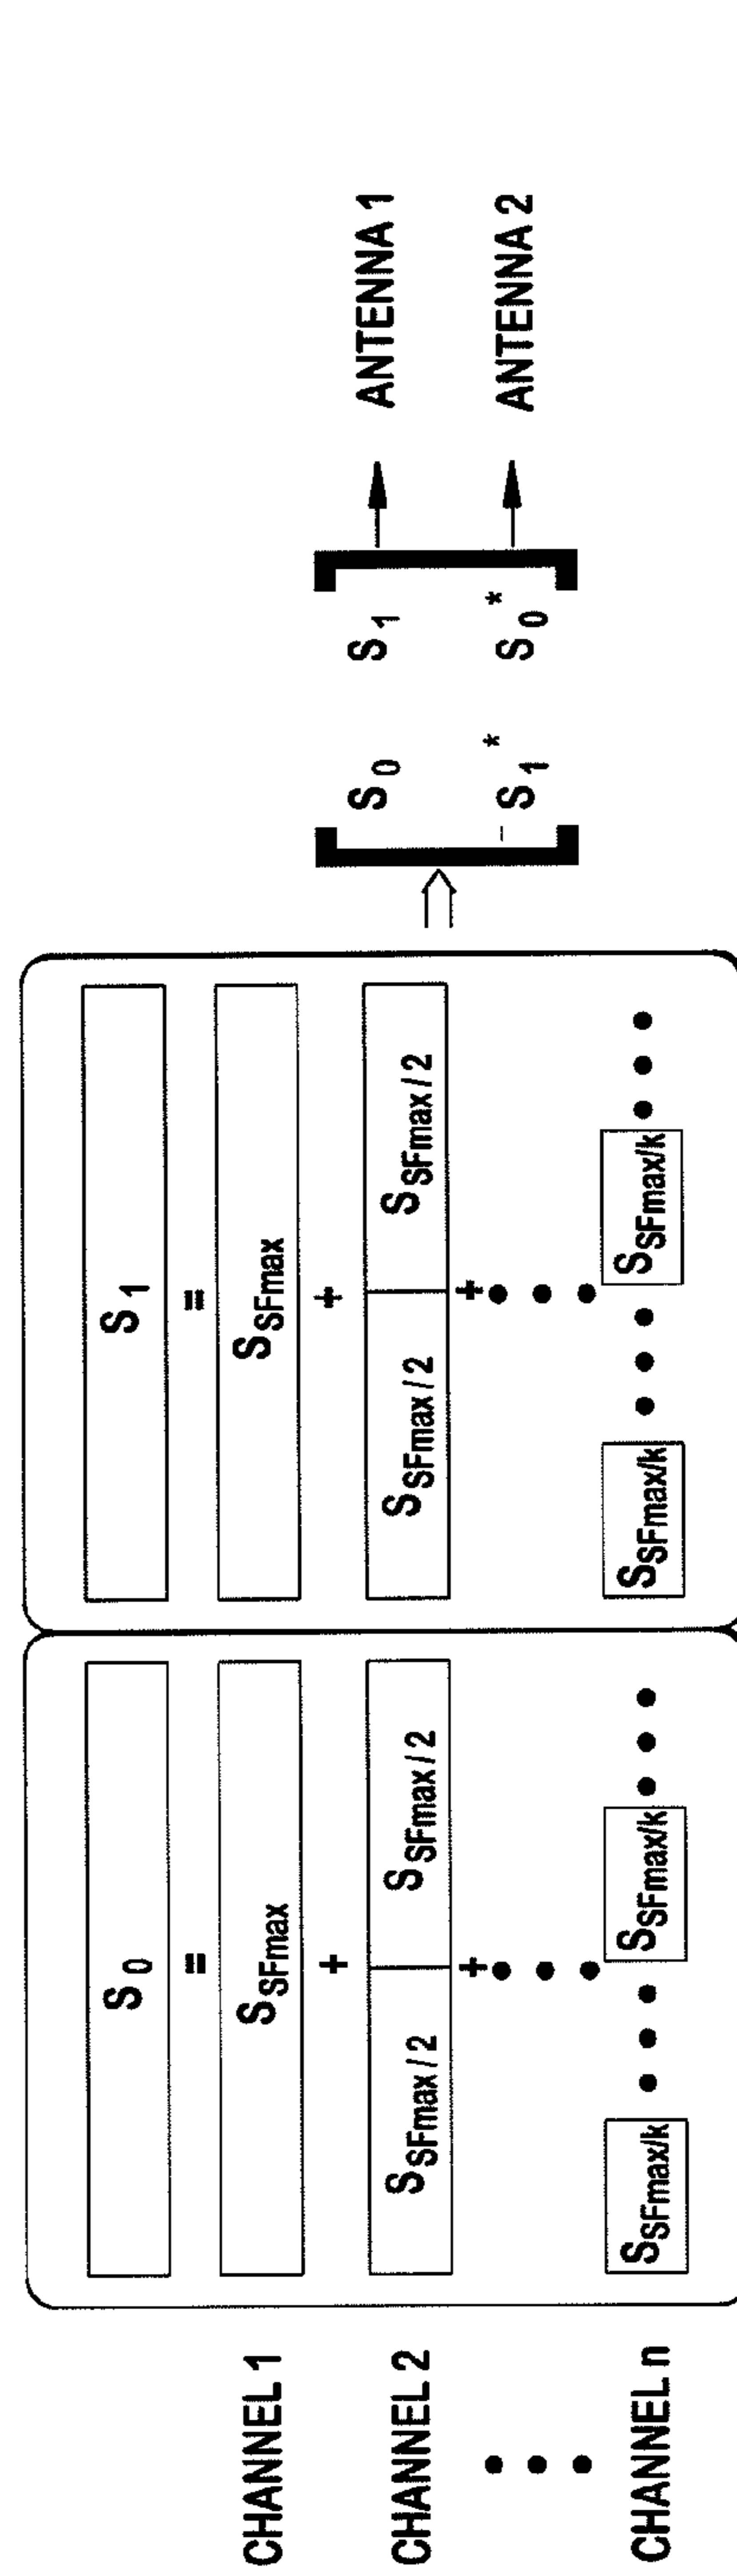 S0 S1
= =
CHANNEL 1 SSFmax SSFmax
+ +
CHANNEL 2 SSFmax / 2 SSFmax / 2 SSFmax / 2 SSFmax / 2
+ +
CHANNEL n SSFmax/k SSFmax/k SSFmax/k SSFmax/k
S0 S1 ANTENNA 1
-S1* S0* ANTENNA 2